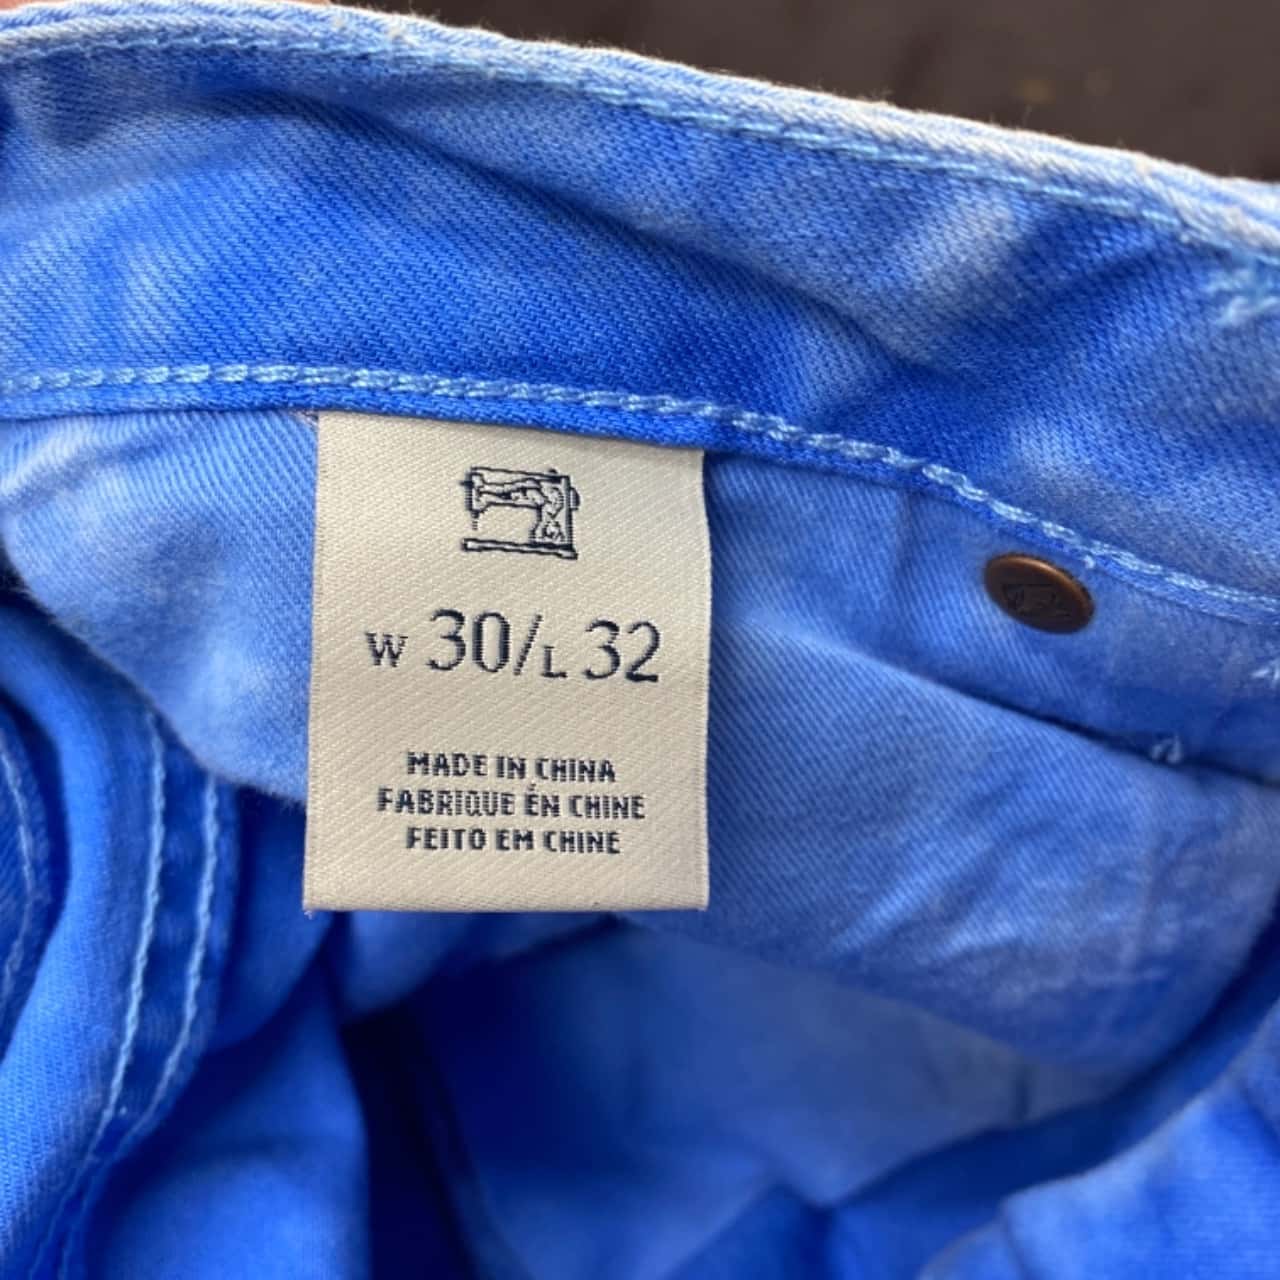 W 30/L 32
MADE IN CHINA
FABRIQUE ÉN CHINE
FEITO EM CHINE